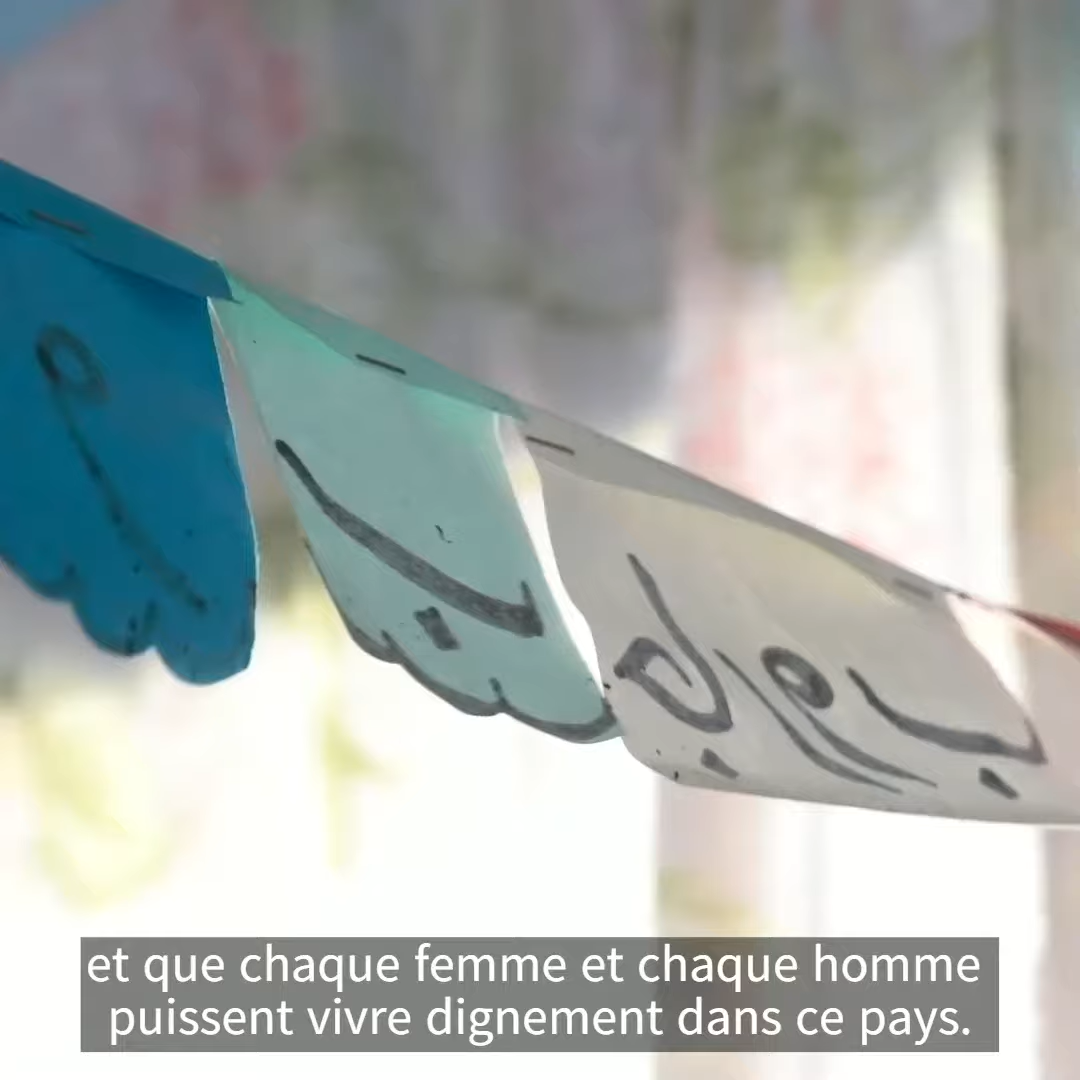 م
ب
et que chaque femme et chaque homme
puissent vivre dignement dans ce pays.